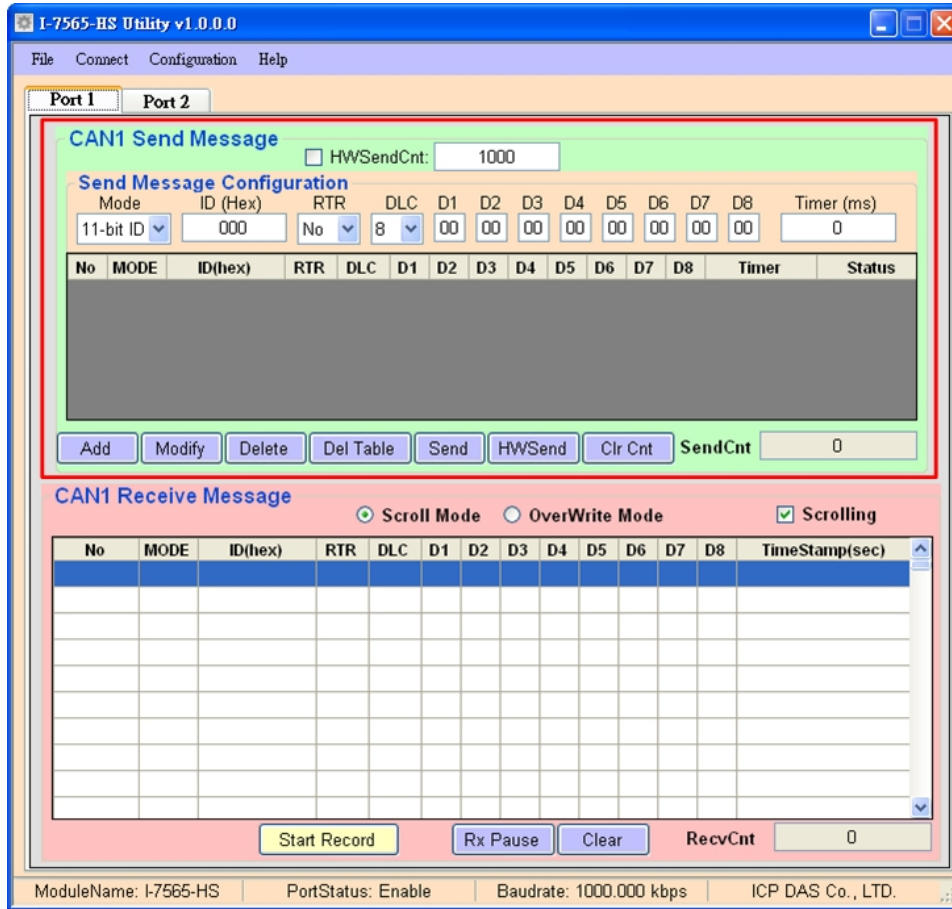 I-7565-HS Utility v1.0.0.0
File Connect Configuration Help
Port 1 Port 2
CAN1 Send Message
HWSendCnt: 1000
Send Message Configuration
Mode ID (Hex) RTR DLC D1 D2 D3 D4 D5 D6 D7 D8 Timer (ms)
11-bit ID 000 No 8 00 00 00 00 00 00 00 00 0
No MODE ID(hex) RTR DLC D1 D2 D3 D4 D5 D6 D7 D8 Timer Status
Add Modify Delete Del Table Send HWSend Clr Cnt SendCnt 0
CAN1 Receive Message
Scroll Mode OverWrite Mode Scrolling
No MODE ID(hex) RTR DLC D1 D2 D3 D4 D5 D6 D7 D8 TimeStamp(sec)
Start Record Rx Pause Clear RecvCnt 0
ModuleName: I-7565-HS PortStatus: Enable Baudrate: 1000.000 kbps ICP DAS Co., LTD.